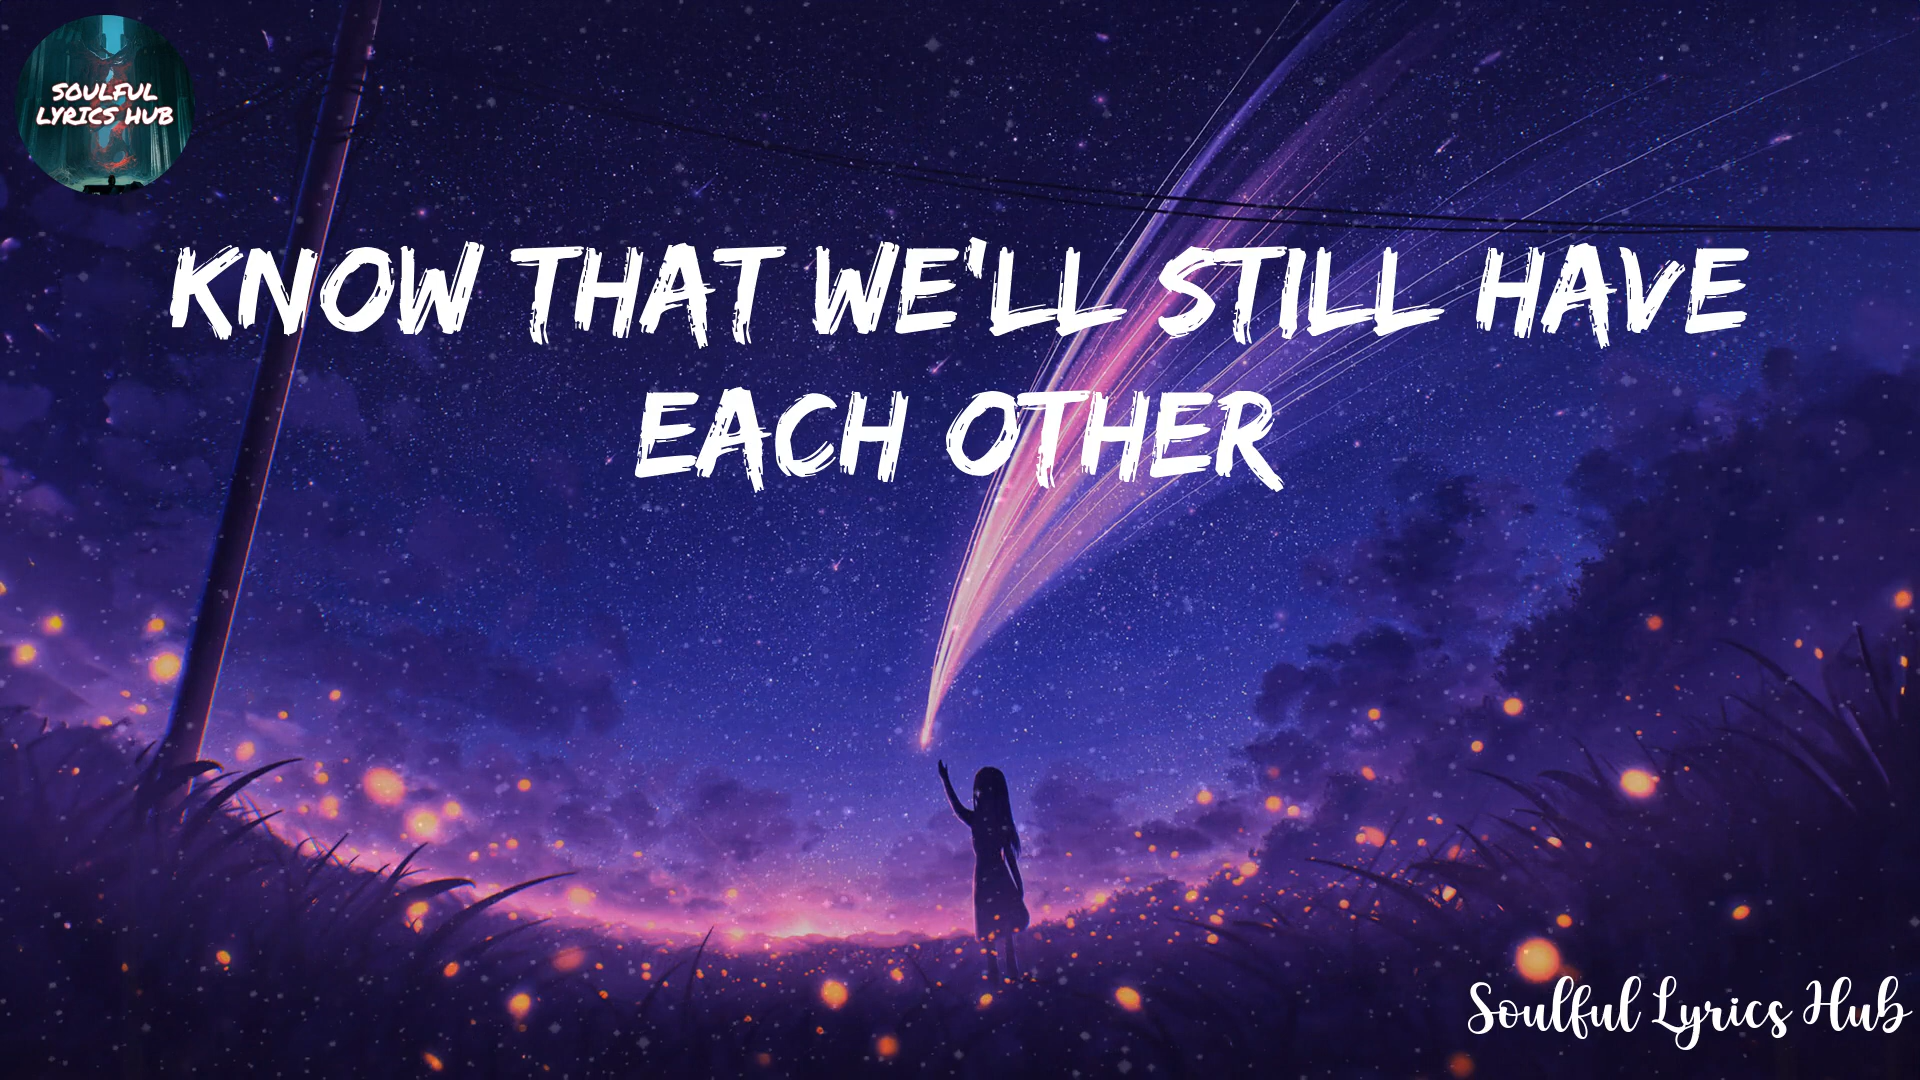 SOULFUL
LYRICS HUB
KNOW THAT WE'LL STILL HAVE
EACH OTHER
Soulful Lyrics Hub